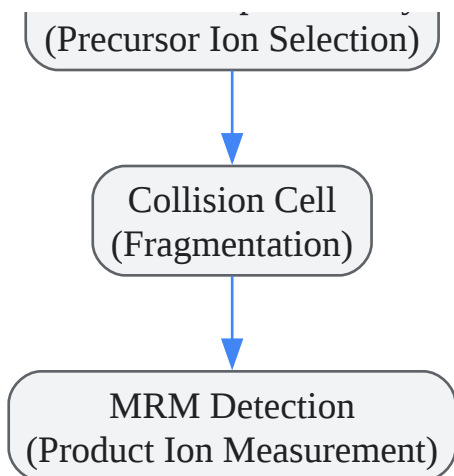 (Precursor Ion Selection)
Collision Cell
(Fragmentation)
MRM Detection
(Product Ion Measurement)